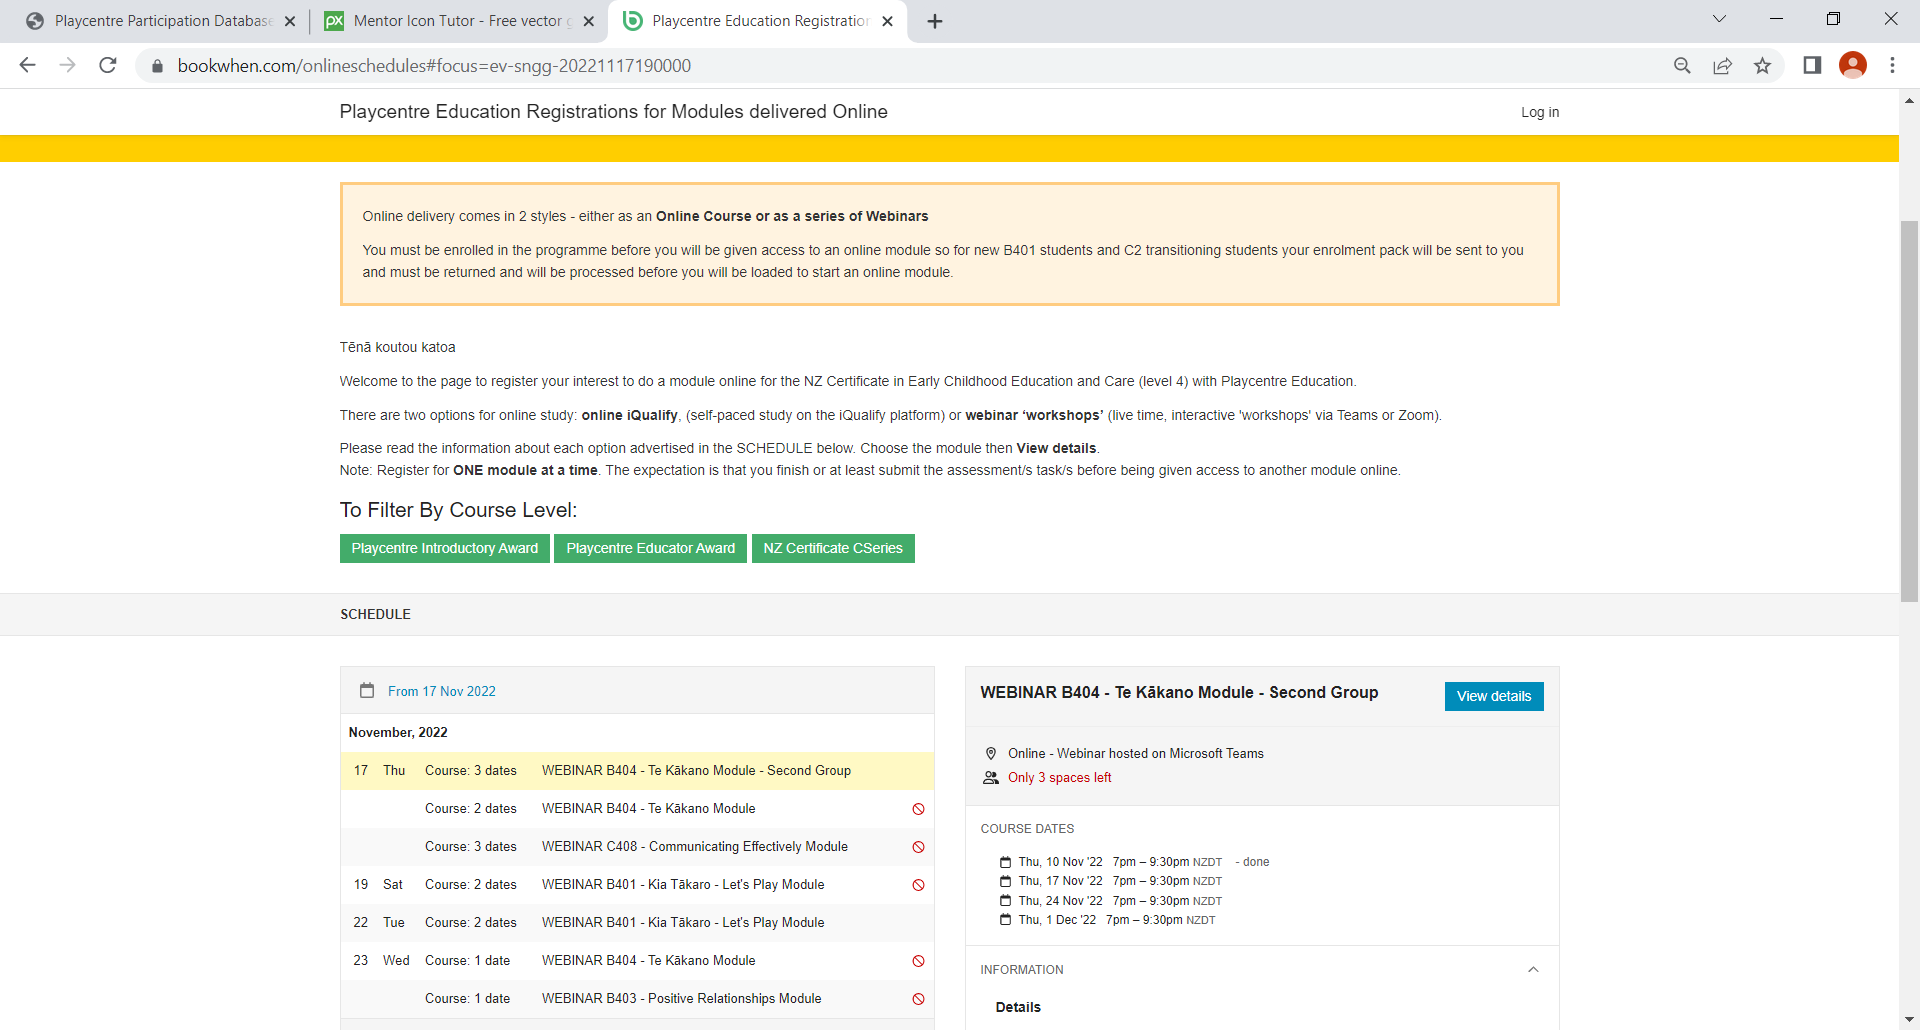 Playcentre Participation Database
Mentor Icon Tutor - Free vector g
Playcentre Education Registration
bookwhen.com/onlineschedules#focus=ev-sngg-20221117190000
Playcentre Education Registrations for Modules delivered Online
Log in
Online delivery comes in 2 styles - either as an Online Course or as a series of Webinars
You must be enrolled in the programme before you will be given access to an online module so for new B401 students and C2 transitioning students your enrolment pack will be sent to you
and must be returned and will be processed before you will be loaded to start an online module.
Tēnā koutou katoa
Welcome to the page to register your interest to do a module online for the NZ Certificate in Early Childhood Education and Care (level 4) with Playcentre Education.
There are two options for online study: online iQualify, (self-paced study on the iQualify platform) or webinar ‘workshops’ (live time, interactive 'workshops' via Teams or Zoom).
Please read the information about each option advertised in the SCHEDULE below. Choose the module then View details.
Note: Register for ONE module at a time. The expectation is that you finish or at least submit the assessment/s task/s before being given access to another module online.
To Filter By Course Level:
Playcentre Introductory Award
Playcentre Educator Award
NZ Certificate CSeries
SCHEDULE
From 17 Nov 2022
November, 2022
17 Thu Course: 3 dates WEBINAR B404 - Te Kākano Module - Second Group
Course: 2 dates WEBINAR B404 - Te Kākano Module
Course: 3 dates WEBINAR C408 - Communicating Effectively Module
19 Sat Course: 2 dates WEBINAR B401 - Kia Tākaro - Let's Play Module
22 Tue Course: 2 dates WEBINAR B401 - Kia Tākaro - Let's Play Module
23 Wed Course: 1 date WEBINAR B404 - Te Kākano Module
Course: 1 date WEBINAR B403 - Positive Relationships Module
WEBINAR B404 - Te Kākano Module - Second Group
View details
Online - Webinar hosted on Microsoft Teams
Only 3 spaces left
COURSE DATES
Thu, 10 Nov '22 7pm – 9:30pm NZDT - done
Thu, 17 Nov '22 7pm – 9:30pm NZDT
Thu, 24 Nov '22 7pm – 9:30pm NZDT
Thu, 1 Dec '22 7pm – 9:30pm NZDT
INFORMATION
Details